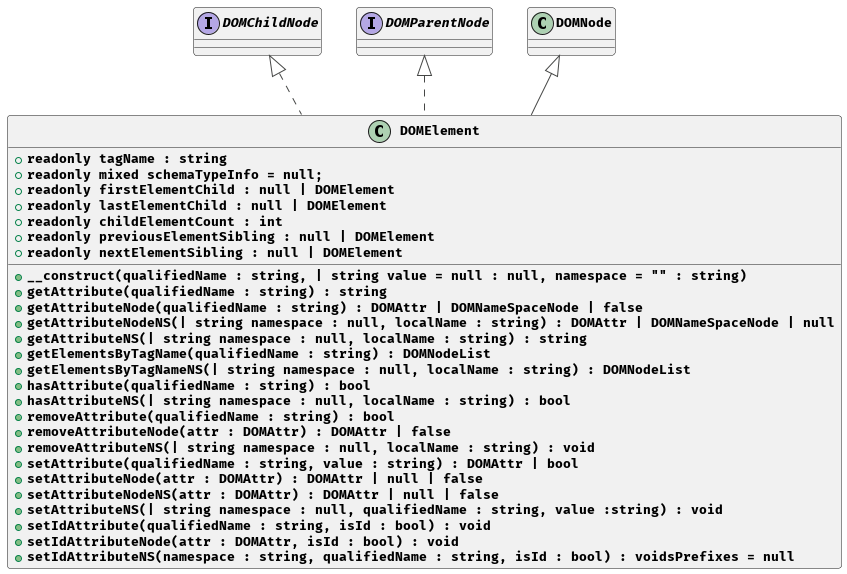 I DOMChildNode
I DOMParentNode
C DOMNode
C DOMElement
readonly tagName : string
readonly mixed schemaTypeInfo = null;
readonly firstElementChild : null | DOMElement
readonly lastElementChild : null | DOMElement
readonly childElementCount : int
readonly previousElementSibling : null | DOMElement
readonly nextElementSibling : null | DOMElement
__construct(qualifiedName : string, | string value = null : null, namespace = "" : string)
getAttribute(qualifiedName : string) : string
getAttributeNode(qualifiedName : string) : DOMAttr | DOMNameSpaceNode | false
getAttributeNodeNS(| string namespace : null, localName : string) : DOMAttr | DOMNameSpaceNode | null
getAttributeNS(| string namespace : null, localName : string) : string
getElementsByTagName(qualifiedName : string) : DOMNodeList
getElementsByTagNameNS(| string namespace : null, localName : string) : DOMNodeList
hasAttribute(qualifiedName : string) : bool
hasAttributeNS(| string namespace : null, localName : string) : bool
removeAttribute(qualifiedName : string) : bool
removeAttributeNode(attr : DOMAttr) : DOMAttr | false
removeAttributeNS(| string namespace : null, localName : string) : void
setAttribute(qualifiedName : string, value : string) : DOMAttr | bool
setAttributeNode(attr : DOMAttr) : DOMAttr | null | false
setAttributeNodeNS(attr : DOMAttr) : DOMAttr | null | false
setAttributeNS(| string namespace : null, qualifiedName : string, value :string) : void
setIdAttribute(qualifiedName : string, isId : bool) : void
setIdAttributeNode(attr : DOMAttr, isId : bool) : void
setIdAttributeNS(namespace : string, qualifiedName : string, isId : bool) : voidsPrefixes = null